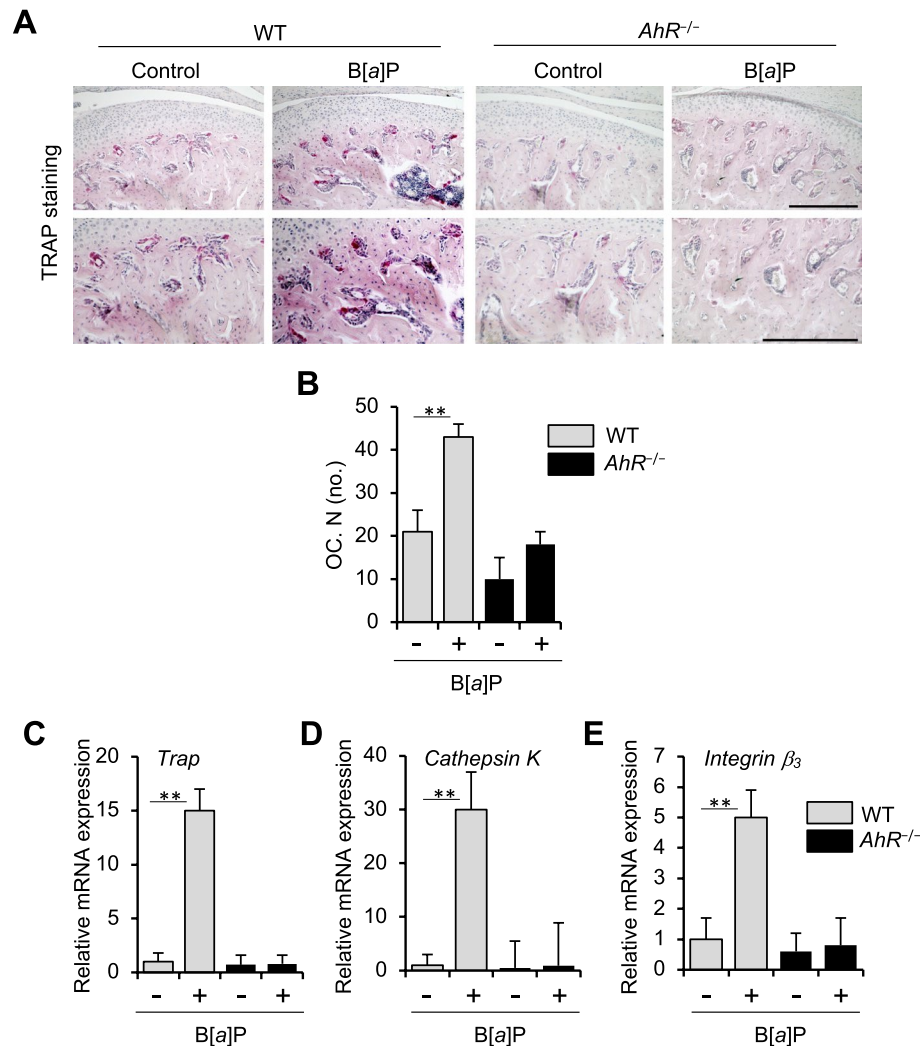 A
WT
AhR–/–
Control
B[a]P
Control
B[a]P
TRAP staining
B
50
40
30
20
10
0
OC. N (no.)
**
WT
AhR–/–
- + - +
B[a]P
C
Trap
20
15
10
5
0
Relative mRNA expression
**
- + - +
B[a]P
D
Cathepsin K
40
30
20
10
0
Relative mRNA expression
**
- + - +
B[a]P
E
Integrin β3
7
6
5
4
3
2
1
0
Relative mRNA expression
**
WT
AhR–/–
- + - +
B[a]P